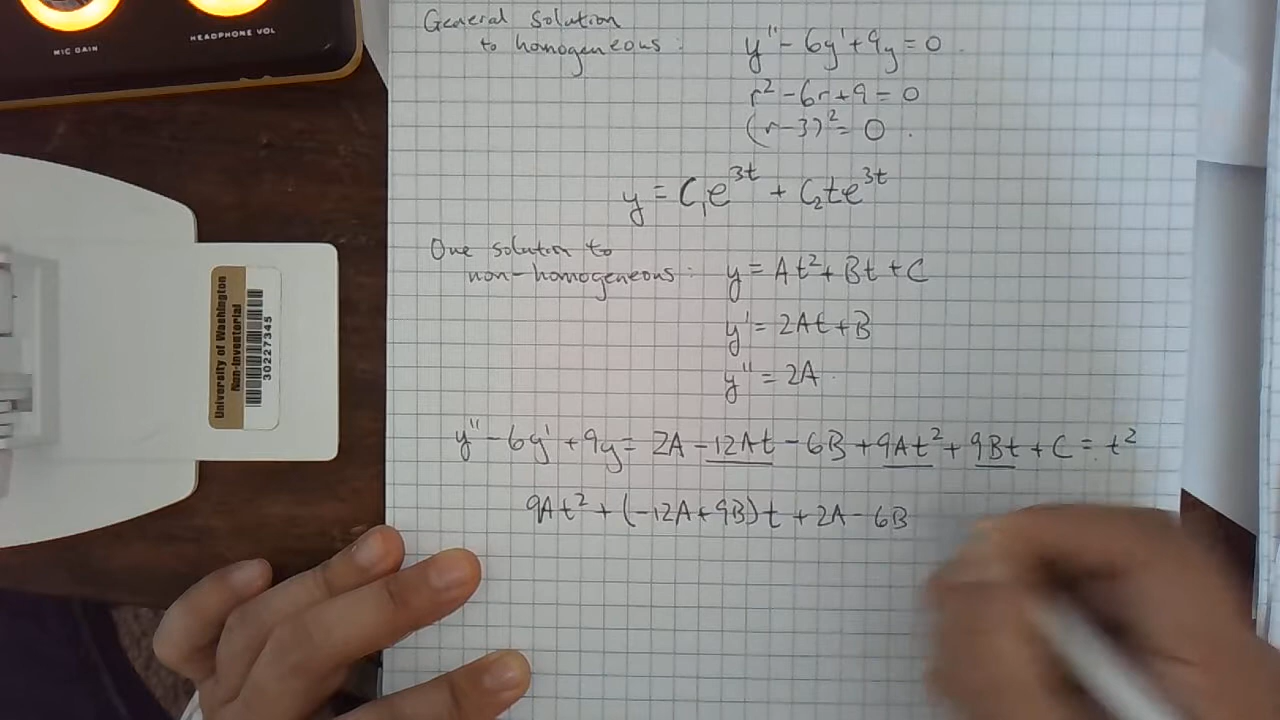 MIC GAIN
HEADPHONE VOL
General solution
to homogeneous: y" - 6y' + 9y = 0.
r² - 6r + 9 = 0
(r - 3)² = 0.
y = C₁e^{3t} + C₂te^{3t}
One solution to
non-homogeneous: y = At² + Bt + C
y' = 2At + B
y" = 2A.
y" - 6y' + 9y = 2A - 12At - 6B + 9At² + 9Bt + C = t²
9At² + (-12A + 9B)t + 2A - 6B
University of Washington
Non-Inventorial
30227345